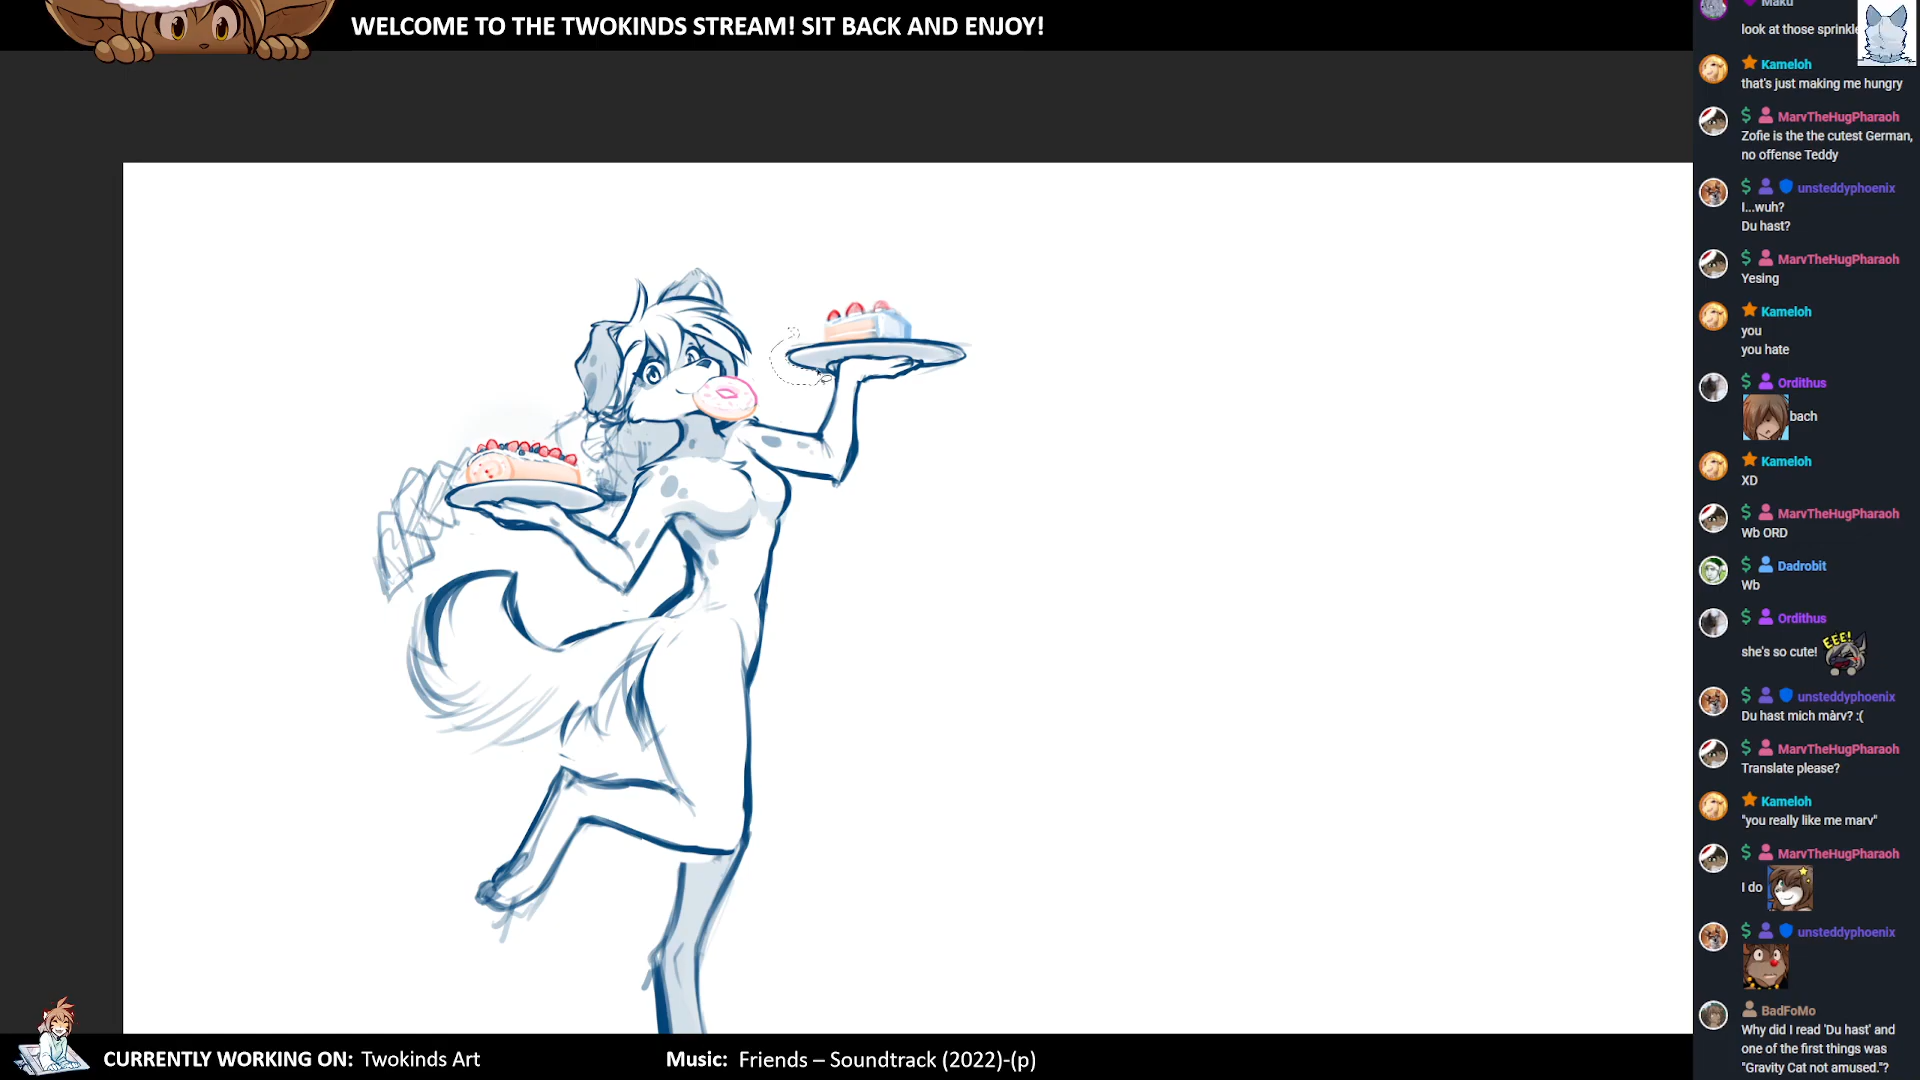 WELCOME TO THE TWOKINDS STREAM! SIT BACK AND ENJOY!
Maku
look at those sprinkle
Kameloh
that's just making me hungry
MarvTheHugPharaoh
Zofie is the the cutest German,
no offense Teddy
unsteddyphoenix
I...wuh?
Du hast?
MarvTheHugPharaoh
Yesing
Kameloh
you
you hate
Ordithus
bach
Kameloh
XD
MarvTheHugPharaoh
Wb ORD
Dadrobit
Wb
Ordithus
she's so cute! EEE!
unsteddyphoenix
Du hast mich màrv? :(
MarvTheHugPharaoh
Translate please?
Kameloh
"you really like me marv"
MarvTheHugPharaoh
I do
unsteddyphoenix
BadFoMo
Why did I read 'Du hast' and
one of the first things was
"Gravity Cat not amused."?
CURRENTLY WORKING ON: Twokinds Art
Music: Friends – Soundtrack (2022)-(p)